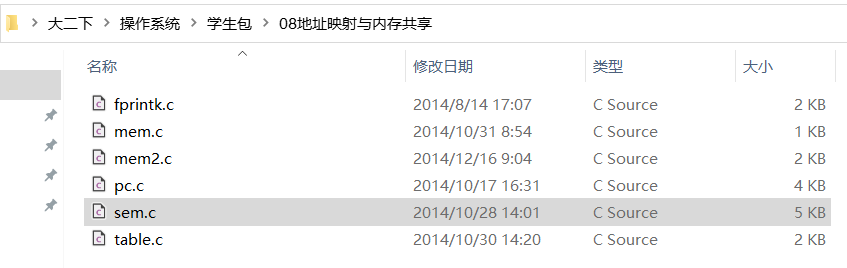 大二下 > 操作系统 > 学生包 > 08地址映射与内存共享
名称 修改日期 类型 大小
fprintk.c 2014/8/14 17:07 C Source 2 KB
mem.c 2014/10/31 8:54 C Source 1 KB
mem2.c 2014/12/16 9:04 C Source 2 KB
pc.c 2014/10/17 16:31 C Source 4 KB
sem.c 2014/10/28 14:01 C Source 5 KB
table.c 2014/10/30 14:20 C Source 2 KB